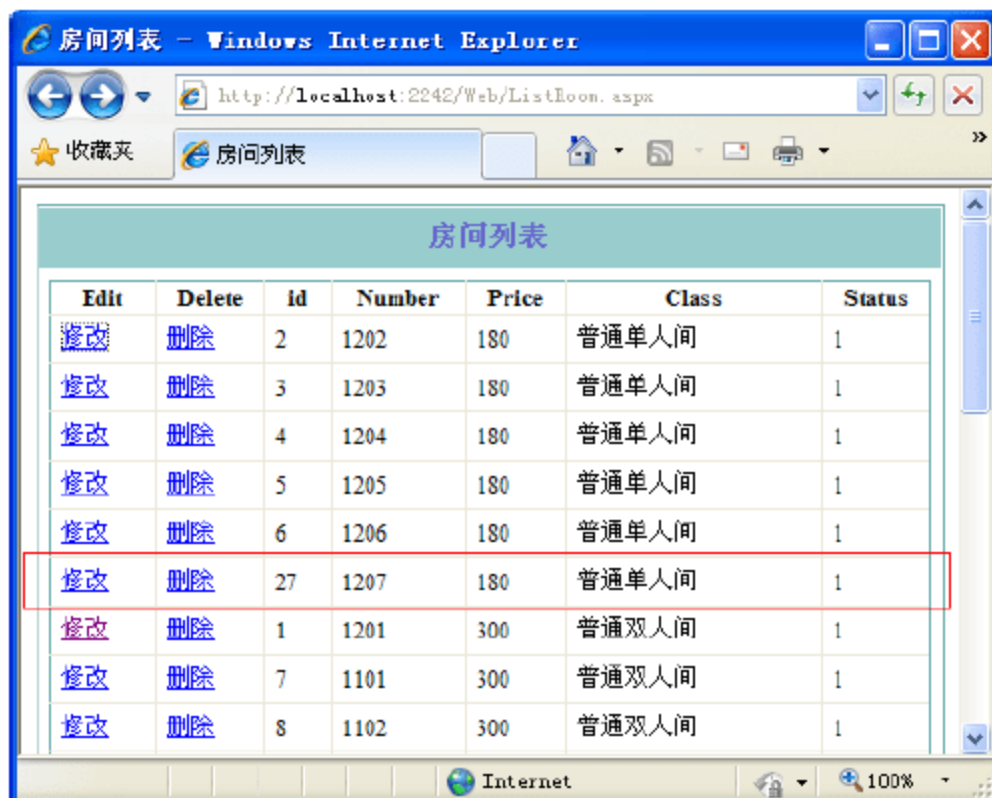 房间列表 - Windows Internet Explorer
http://localhost:2242/Web/ListRoom.aspx
收藏夹 房间列表 »
房间列表
Edit Delete id Number Price Class Status
修改 删除 2 1202 180 普通单人间 1
修改 删除 3 1203 180 普通单人间 1
修改 删除 4 1204 180 普通单人间 1
修改 删除 5 1205 180 普通单人间 1
修改 删除 6 1206 180 普通单人间 1
修改 删除 27 1207 180 普通单人间 1
修改 删除 1 1201 300 普通双人间 1
修改 删除 7 1101 300 普通双人间 1
修改 删除 8 1102 300 普通双人间 1
Internet 100%